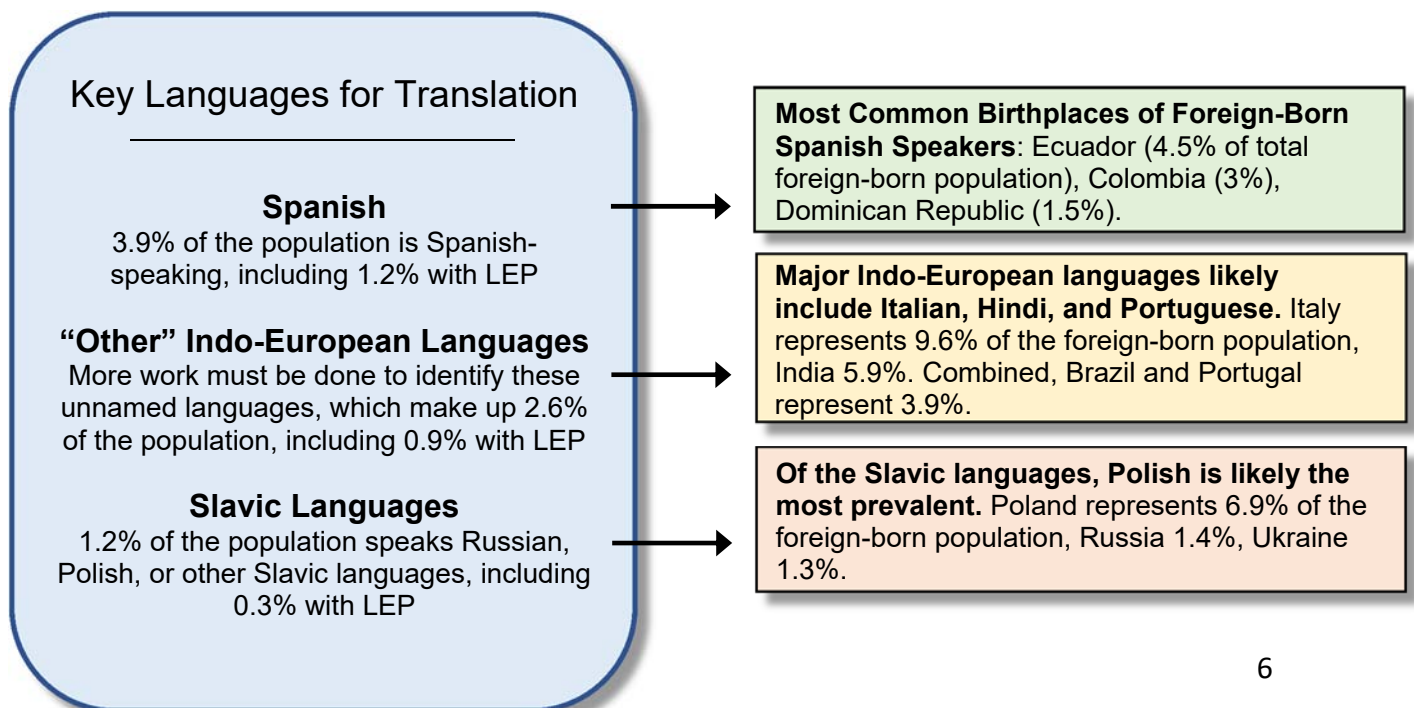 Key Languages for Translation
Spanish
3.9% of the population is Spanish-
speaking, including 1.2% with LEP
“Other” Indo-European Languages
More work must be done to identify these
unnamed languages, which make up 2.6%
of the population, including 0.9% with LEP
Slavic Languages
1.2% of the population speaks Russian,
Polish, or other Slavic languages, including
0.3% with LEP
Most Common Birthplaces of Foreign-Born
Spanish Speakers: Ecuador (4.5% of total
foreign-born population), Colombia (3%),
Dominican Republic (1.5%).
Major Indo-European languages likely
include Italian, Hindi, and Portuguese. Italy
represents 9.6% of the foreign-born population,
India 5.9%. Combined, Brazil and Portugal
represent 3.9%.
Of the Slavic languages, Polish is likely the
most prevalent. Poland represents 6.9% of the
foreign-born population, Russia 1.4%, Ukraine
1.3%.
6